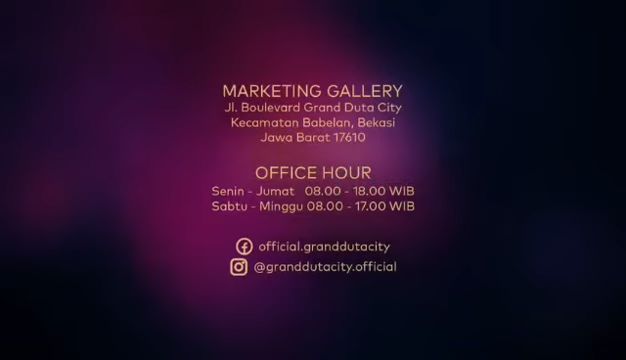 MARKETING GALLERY
Jl. Boulevard Grand Duta City
Kecamatan Babelan, Bekasi
Jawa Barat 17610
OFFICE HOUR
Senin - Jumat 08.00 - 18.00 WIB
Sabtu - Minggu 08.00 - 17.00 WIB
official.granddutacity
@granddutacity.official